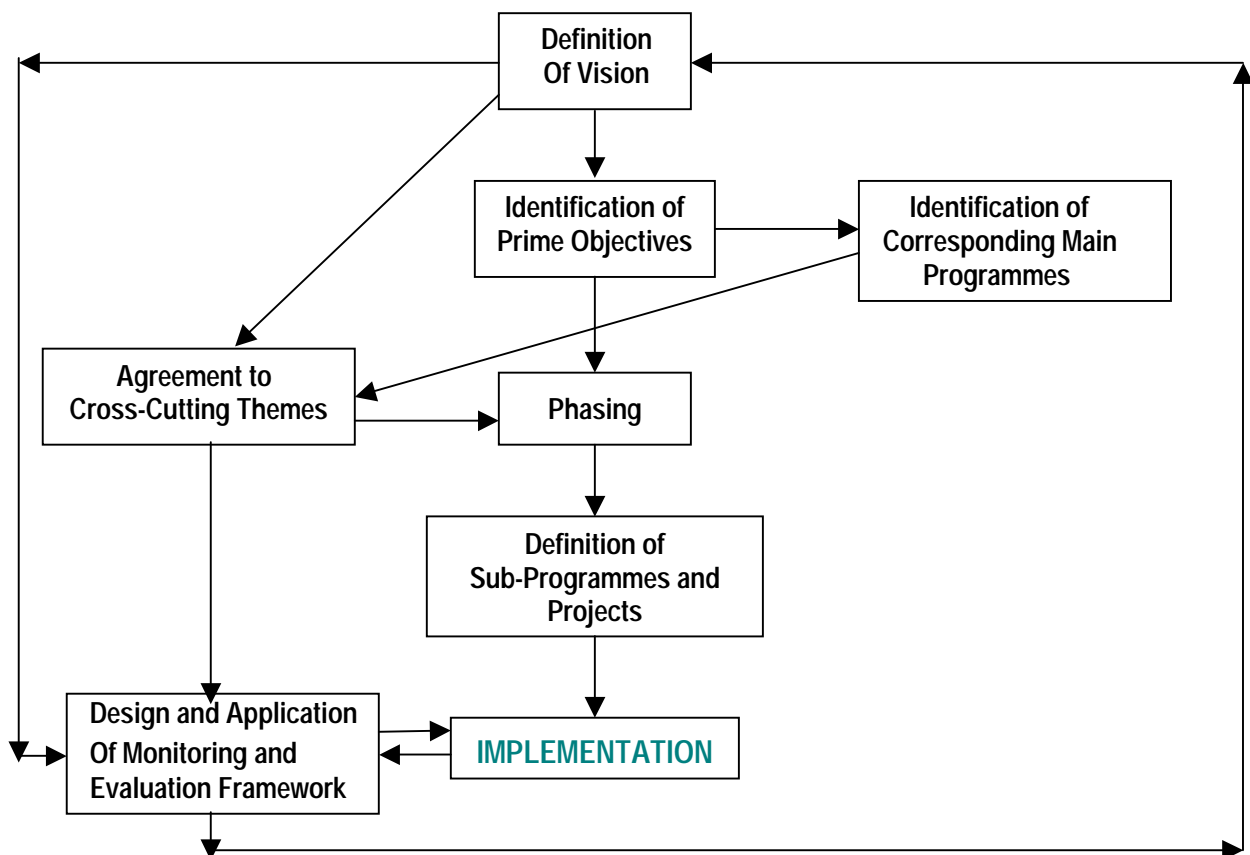 Definition
Of Vision
Identification of
Prime Objectives
Identification of
Corresponding Main
Programmes
Agreement to
Cross-Cutting Themes
Phasing
Definition of
Sub-Programmes and
Projects
Design and Application
Of Monitoring and
Evaluation Framework
IMPLEMENTATION